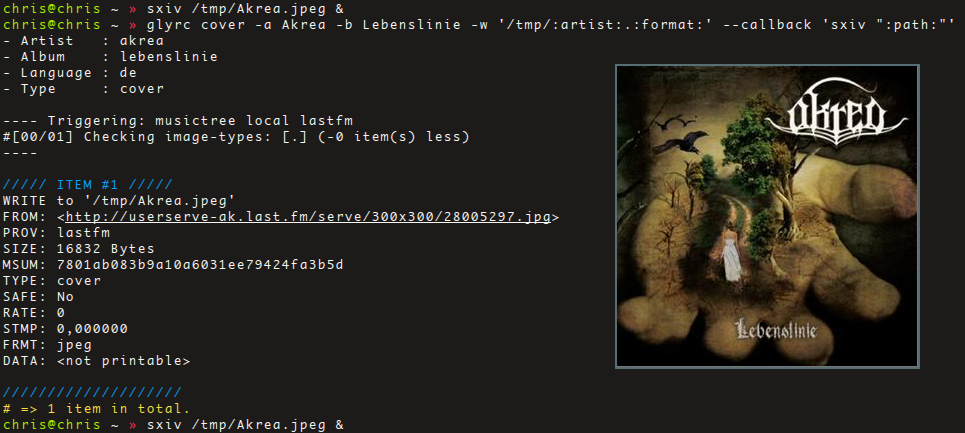 chris@chris ~ » sxiv /tmp/Akrea.jpeg &
chris@chris ~ » glyrc cover -a Akrea -b Lebenslinie -w '/tmp/:artist:.:format:' --callback 'sxiv ":path:"'
- Artist   : akrea
- Album    : lebenslinie
- Language : de
- Type     : cover
---- Triggering: musictree local lastfm
#[00/01] Checking image-types: [.] (-0 item(s) less)
----
///// ITEM #1 /////
WRITE to '/tmp/Akrea.jpeg'
FROM: <http://userserve-ak.last.fm/serve/300x300/28005297.jpg>
PROV: lastfm
SIZE: 16832 Bytes
MSUM: 7801ab083b9a10a6031ee79424fa3b5d
TYPE: cover
SAFE: No
RATE: 0
STMP: 0,000000
FRMT: jpeg
DATA: <not printable>
////////////////////
# => 1 item in total.
chris@chris ~ » sxiv /tmp/Akrea.jpeg &
akrea
Lebenslinie